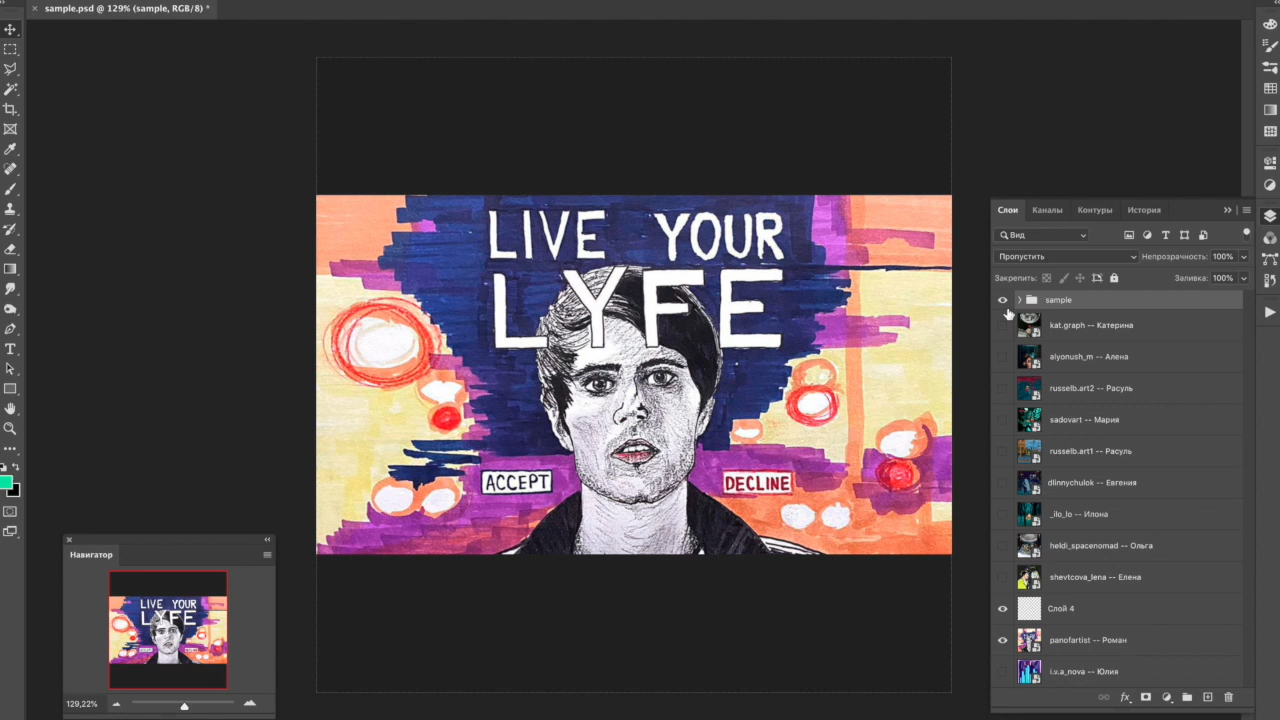 sample.psd @ 129% (sample, RGB/8) *
LIVE YOUR
LYFE
ACCEPT
DECLINE
Слои
Каналы
Контуры
История
Вид
Пропустить
Непрозрачность: 100%
Закрепить:
Заливка: 100%
sample
kat.graph -- Катерина
alyonush_m -- Алена
russelb.art2 -- Расуль
sadovart -- Мария
russelb.art1 -- Расуль
dlinnychulok -- Евгения
_ilo_lo -- Илона
heldi_spacenomad -- Ольга
shevtcova_lena -- Елена
Слой 4
panofartist -- Роман
i.v.a_nova -- Юлия
fx
Навигатор
LIVE YOUR
LYFE
129,22%